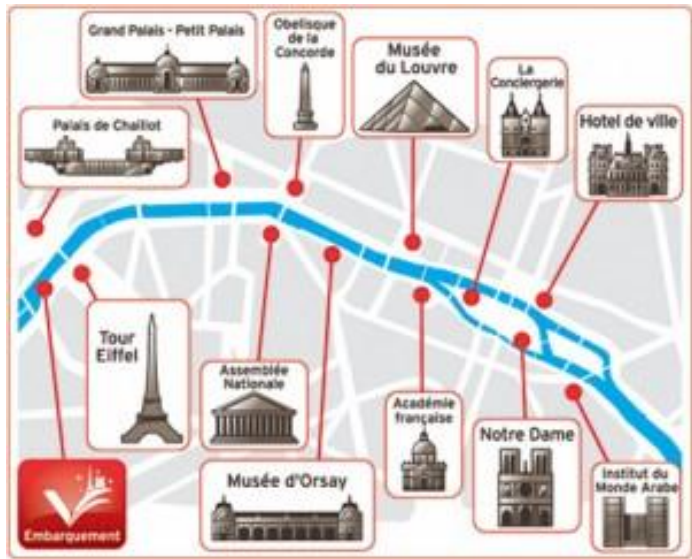 Grand Palais - Petit Palais
Obelisque
de la
Concorde
Musée
du Louvre
La
Conciergerie
Hotel de ville
Palais de Chaillot
Tour
Eiffel
Assemblée
Nationale
Académie
française
Notre Dame
Musée d'Orsay
Institut du
Monde Arabe
Embarquement